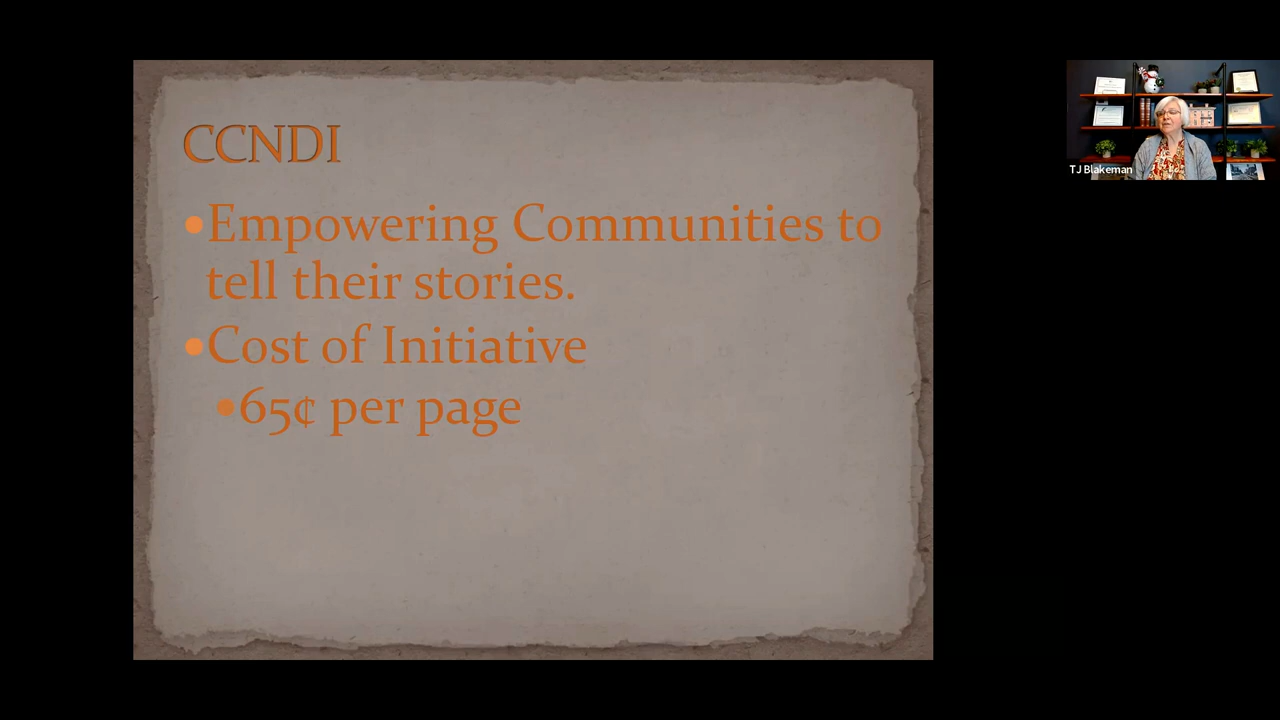 CCNDI
•Empowering Communities to
tell their stories.
•Cost of Initiative
•65¢ per page
TJ Blakeman